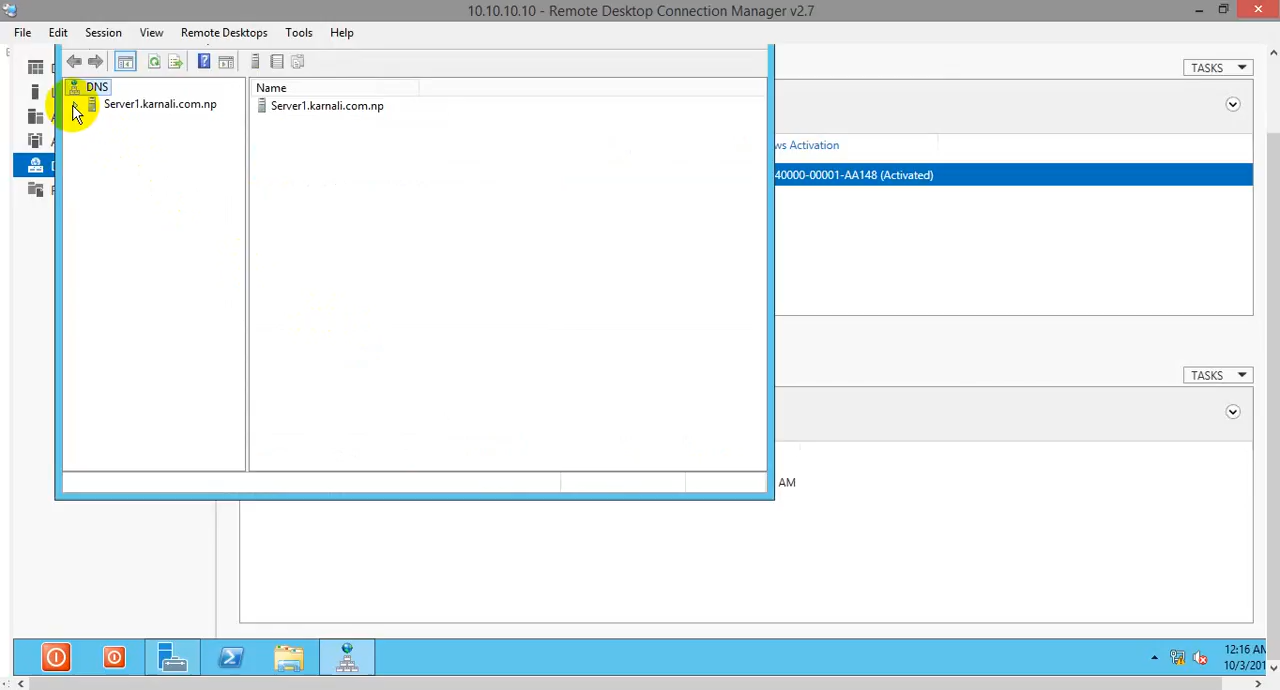 10.10.10.10 - Remote Desktop Connection Manager v2.7
File Edit Session View Remote Desktops Tools Help
TASKS
DNS
Name
Server1.karnali.com.np
Server1.karnali.com.np
ws Activation
40000-00001-AA148 (Activated)
TASKS
AM
12:16 AM
10/3/201